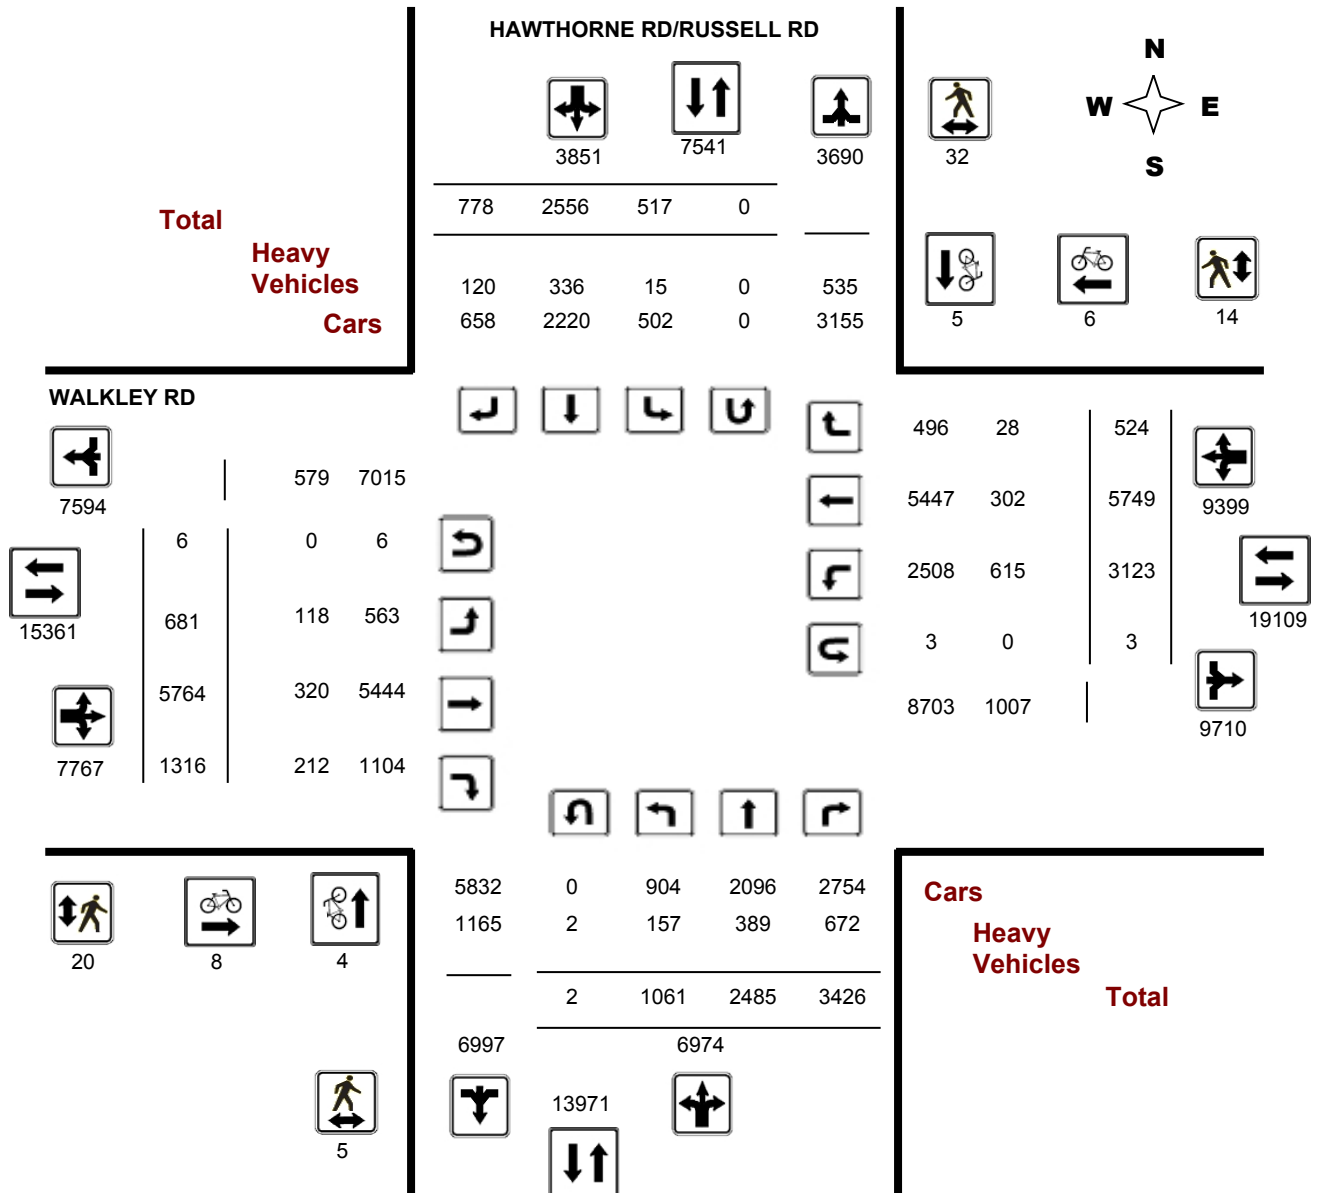 HAWTHORNE RD/RUSSELL RD
N
W E
S
3851 7541 3690 32
778 2556 517 0
Total
Heavy
Vehicles
120 336 15 0 535
Cars
658 2220 502 0 3155
5 6 14
WALKLEY RD
7594
579 7015
6 0 6
15361
681 118 563
5764 320 5444
7767
1316 212 1104
496 28 524
5447 302 5749
9399
2508 615 3123
19109
3 0 3
8703 1007
9710
5832 0 904 2096 2754
1165 2 157 389 672
2 1061 2485 3426
6997 6974
13971
20 8 4
5
Cars
Heavy
Vehicles
Total